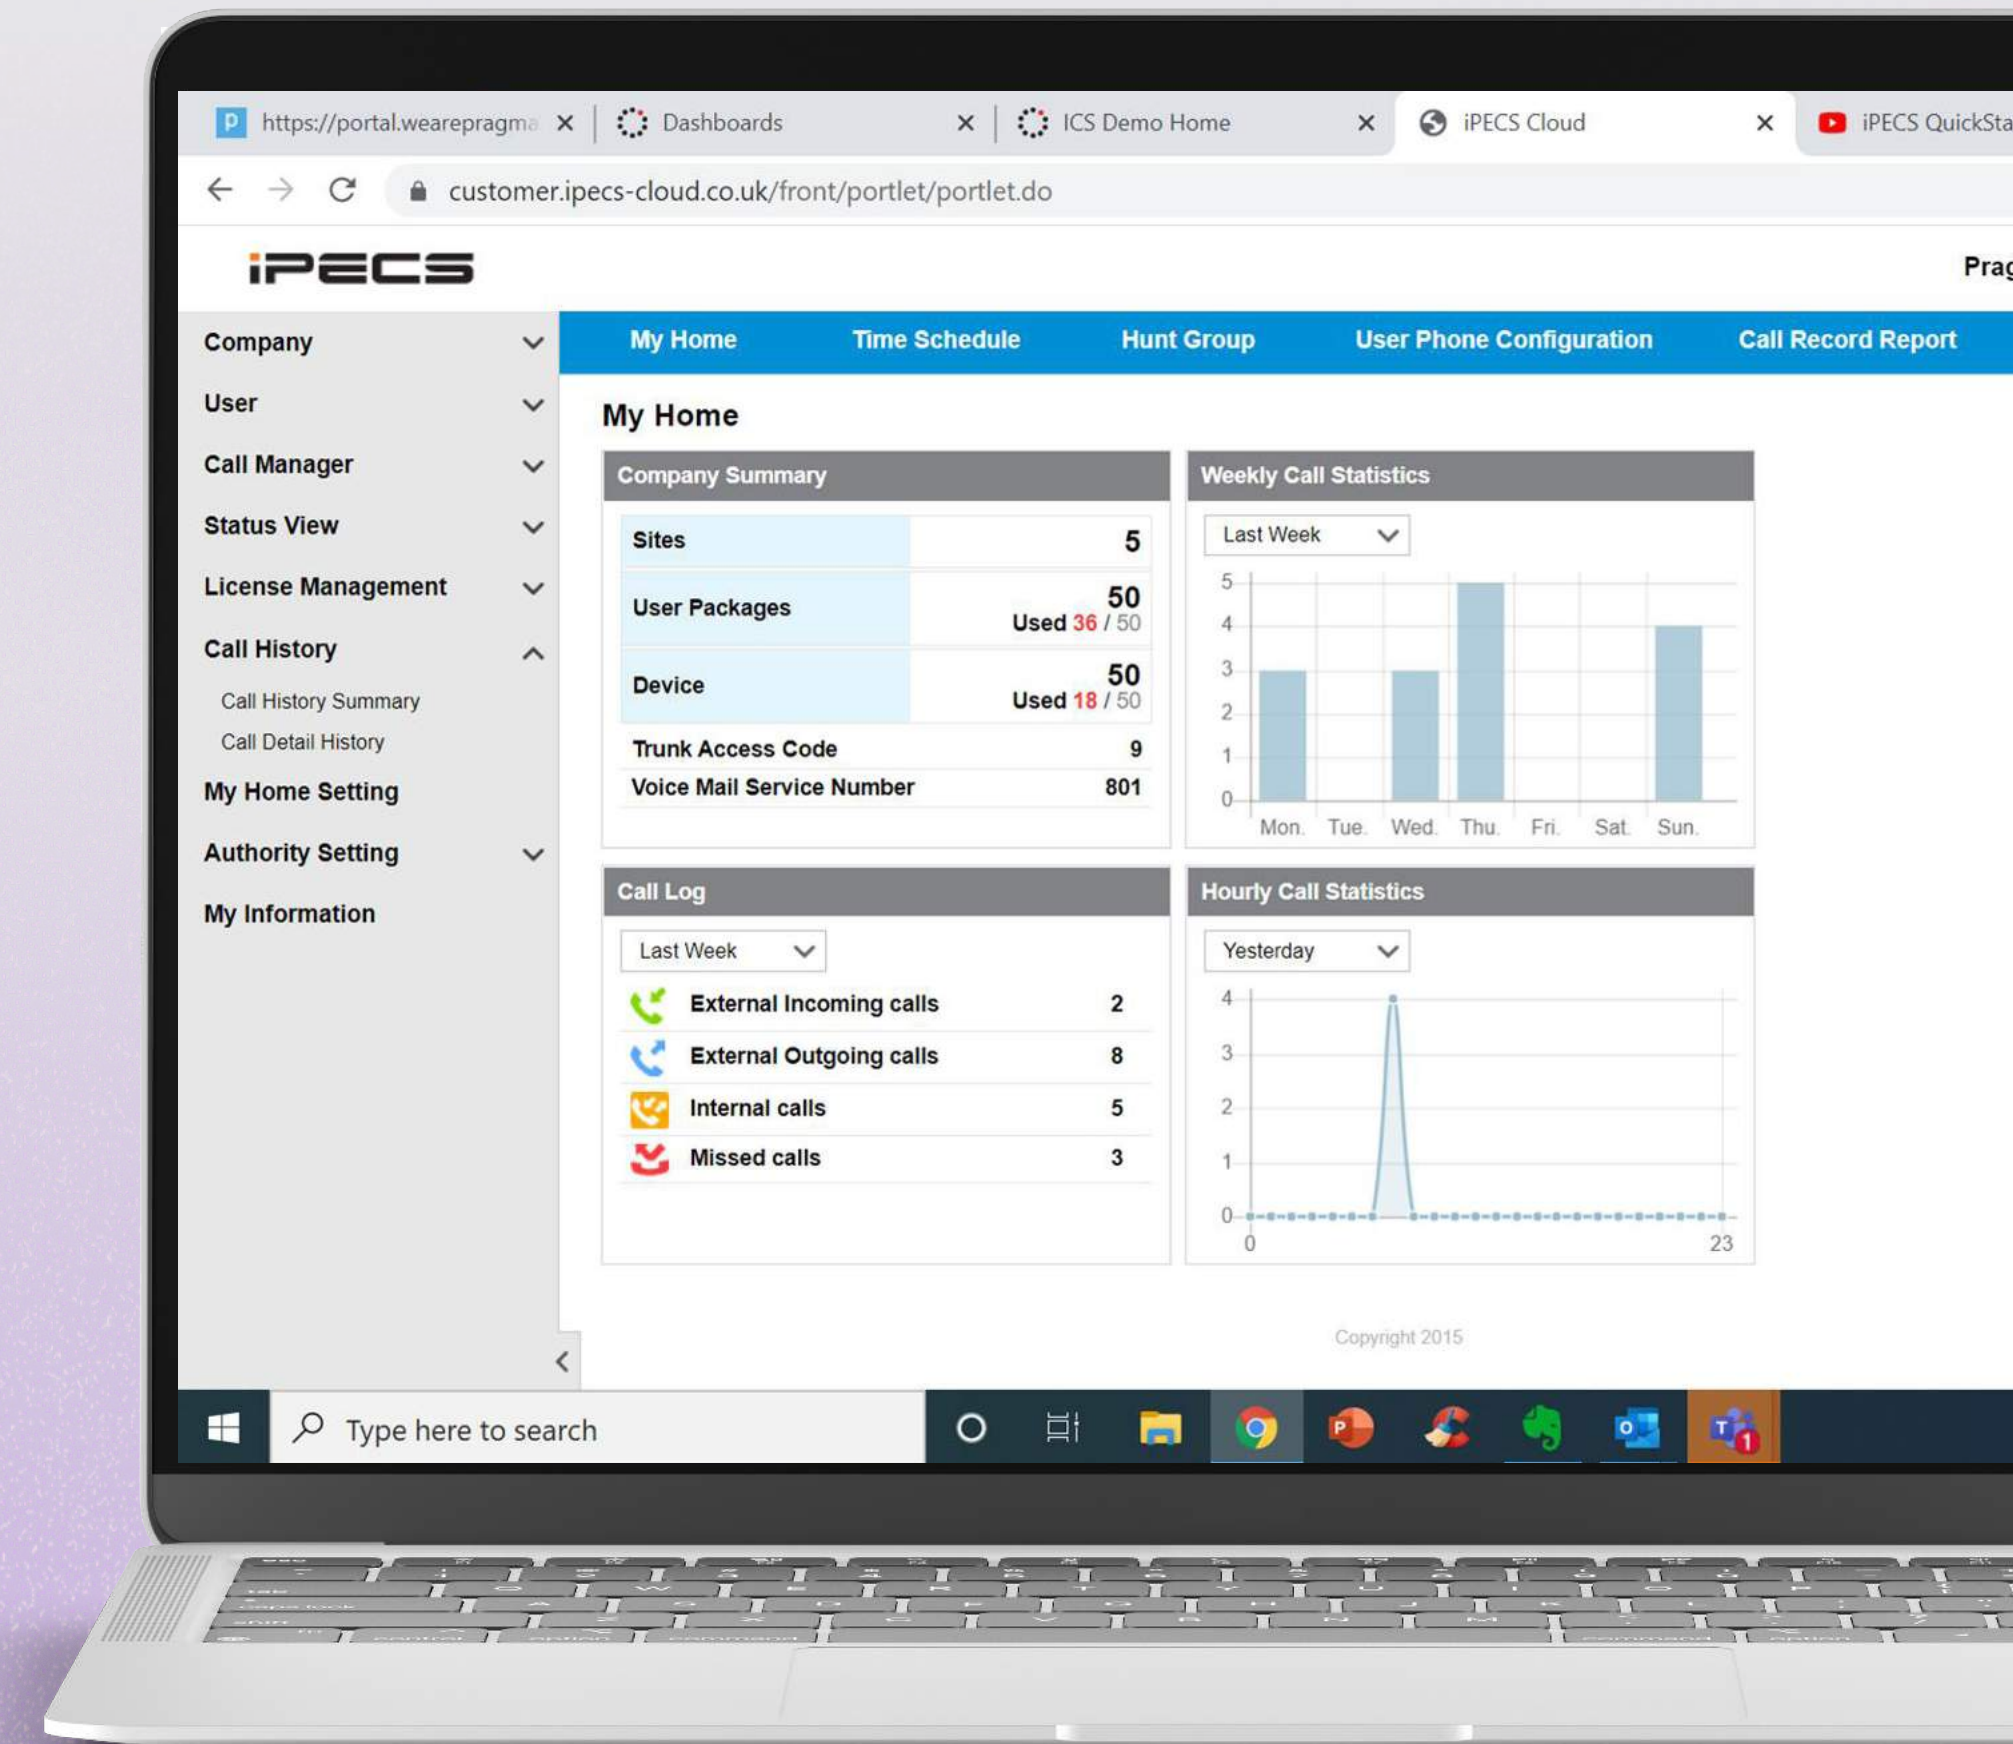 https://portal.wearepragma
Dashboards
ICS Demo Home
iPECS Cloud
iPECS QuickSta
customer.ipecs-cloud.co.uk/front/portlet/portlet.do
iPECS
Prag
Company
User
Call Manager
Status View
License Management
Call History
Call History Summary
Call Detail History
My Home Setting
Authority Setting
My Information
My Home Time Schedule Hunt Group User Phone Configuration Call Record Report
My Home
Company Summary
Sites 5
User Packages 50
Used 36 / 50
Device 50
Used 18 / 50
Trunk Access Code 9
Voice Mail Service Number 801
Weekly Call Statistics
Last Week
5
4
3
2
1
0
Mon. Tue. Wed. Thu. Fri. Sat. Sun.
Call Log
Last Week
External Incoming calls 2
External Outgoing calls 8
Internal calls 5
Missed calls 3
Hourly Call Statistics
Yesterday
4
3
2
1
0
0 23
Copyright 2015
Type here to search